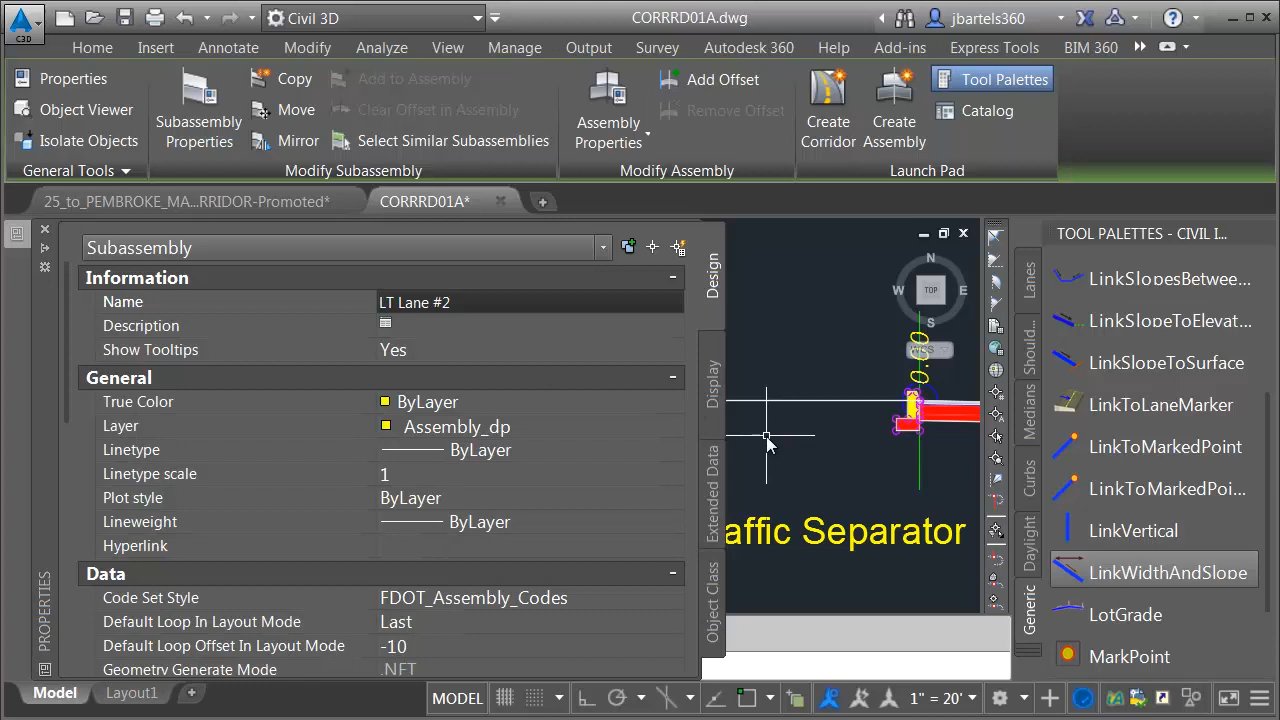 C3D
Civil 3D
CORRRD01A.dwg
jbartels360
Home Insert Annotate Modify Analyze View Manage Output Survey Autodesk 360 Help Add-ins Express Tools BIM 360
Properties
Object Viewer
Isolate Objects
General Tools
Subassembly
Properties
Copy
Move
Mirror
Add to Assembly
Clear Offset in Assembly
Select Similar Subassemblies
Modify Subassembly
Assembly
Properties
Add Offset
Remove Offset
Modify Assembly
Create
Corridor
Create
Assembly
Tool Palettes
Catalog
Launch Pad
25_to_PEMBROKE_MA...RRIDOR-Promoted*
CORRRD01A*
Subassembly
Information
Name LT Lane #2
Description
Show Tooltips Yes
General
True Color ByLayer
Layer Assembly_dp
Linetype ByLayer
Linetype scale 1
Plot style ByLayer
Lineweight ByLayer
Hyperlink
Data
Code Set Style FDOT_Assembly_Codes
Default Loop In Layout Mode Last
Default Loop Offset In Layout Mode -10
Geometry Generate Mode .NFT
PROPERTIES
Design
Display
Extended Data
Object Class
N
W TOP E
S
WCS
0.00
affic Separator
TOOL PALETTES - CIVIL I...
Lanes
Should...
Medians
Curbs
Daylight
Generic
LinkSlopesBetwee...
LinkSlopeToElevat...
LinkSlopeToSurface
LinkToLaneMarker
LinkToMarkedPoint
LinkToMarkedPoi...
LinkVertical
LinkWidthAndSlope
LotGrade
MarkPoint
Model Layout1
MODEL
1" = 20'